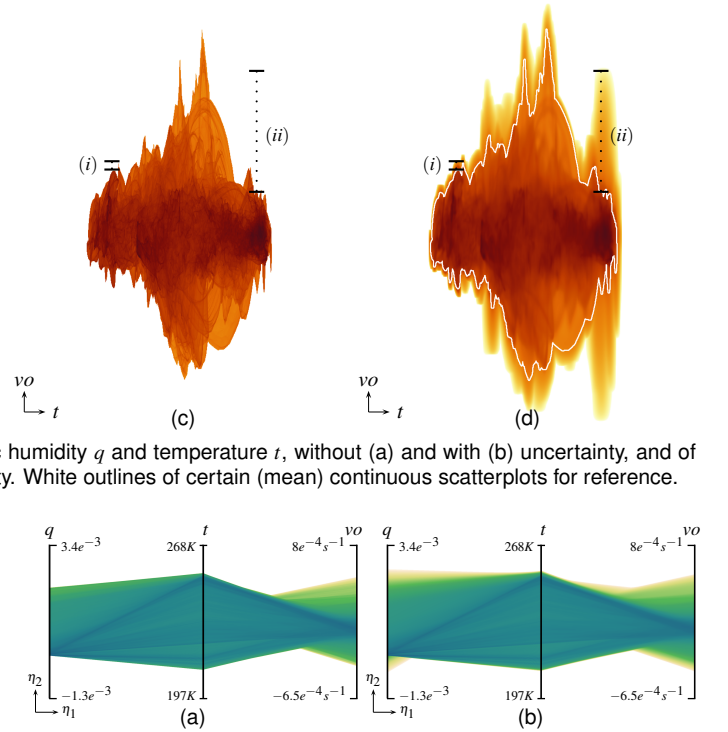 (i)
(ii)
(i)
(ii)
vo
t
(c)
vo
t
(d)
humidity q and temperature t, without (a) and with (b) uncertainty, and of
ty. White outlines of certain (mean) continuous scatterplots for reference.
q
t
vo
q
t
vo
3.4e⁻³
268K
8e⁻⁴s⁻¹
3.4e⁻³
268K
8e⁻⁴s⁻¹
η₂
η₁
−1.3e⁻³
197K
−6.5e⁻⁴s⁻¹
η₂
η₁
−1.3e⁻³
197K
−6.5e⁻⁴s⁻¹
(a)
(b)